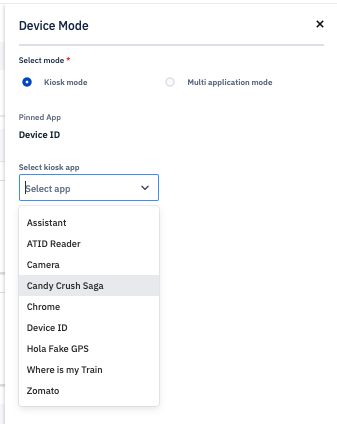 Device Mode
Select mode *
Kiosk mode
Multi application mode
Pinned App
Device ID
Select kiosk app
Select app
Assistant
ATID Reader
Camera
Candy Crush Saga
Chrome
Device ID
Hola Fake GPS
Where is my Train
Zomato